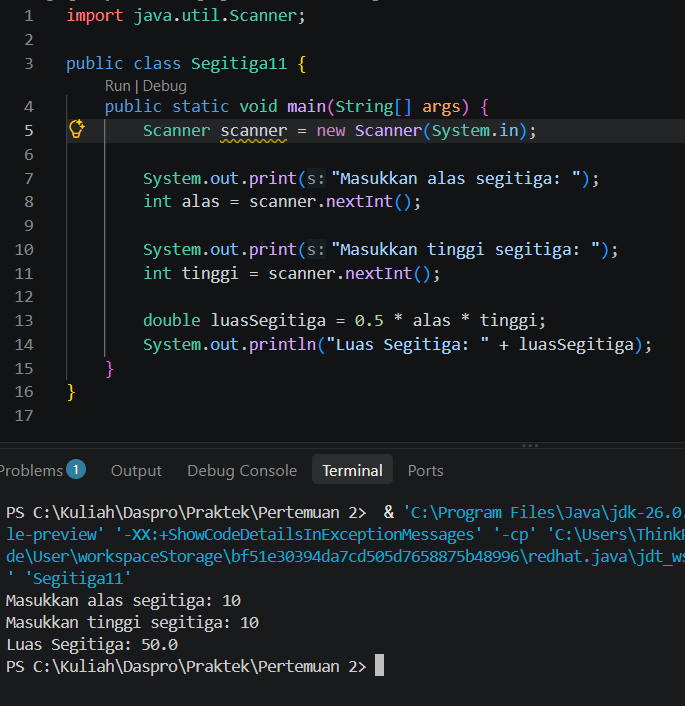 1 import java.util.Scanner;
2
3 public class Segitiga11 {
Run | Debug
4 public static void main(String[] args) {
5 Scanner scanner = new Scanner(System.in);
6
7 System.out.print(s: "Masukkan alas segitiga: ");
8 int alas = scanner.nextInt();
9
10 System.out.print(s: "Masukkan tinggi segitiga: ");
11 int tinggi = scanner.nextInt();
12
13 double luasSegitiga = 0.5 * alas * tinggi;
14 System.out.println("Luas Segitiga: " + luasSegitiga);
15 }
16 }
17
Problems 1 Output Debug Console Terminal Ports
PS C:\Kuliah\Daspro\Praktek\Pertemuan 2> & 'C:\Program Files\Java\jdk-26.0.
le-preview' '-XX:+ShowCodeDetailsInExceptionMessages' '-cp' 'C:\Users\ThinkP
de\User\workspaceStorage\bf51e30394da7cd505d7658875b48996\redhat.java\jdt_ws
' 'Segitiga11'
Masukkan alas segitiga: 10
Masukkan tinggi segitiga: 10
Luas Segitiga: 50.0
PS C:\Kuliah\Daspro\Praktek\Pertemuan 2>